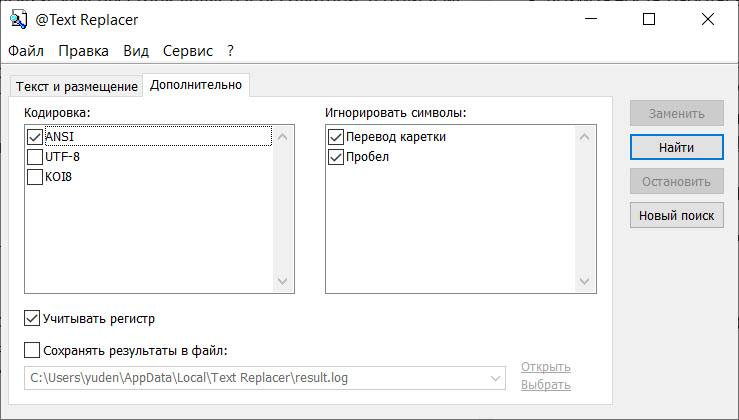 @Text Replacer
Файл Правка Вид Сервис ?
Текст и размещение Дополнительно
Кодировка:
ANSI
UTF-8
KOI8
Игнорировать символы:
Перевод каретки
Пробел
Учитывать регистр
Сохранять результаты в файл:
C:\Users\yuden\AppData\Local\Text Replacer\result.log
Открыть
Выбрать
Заменить
Найти
Остановить
Новый поиск